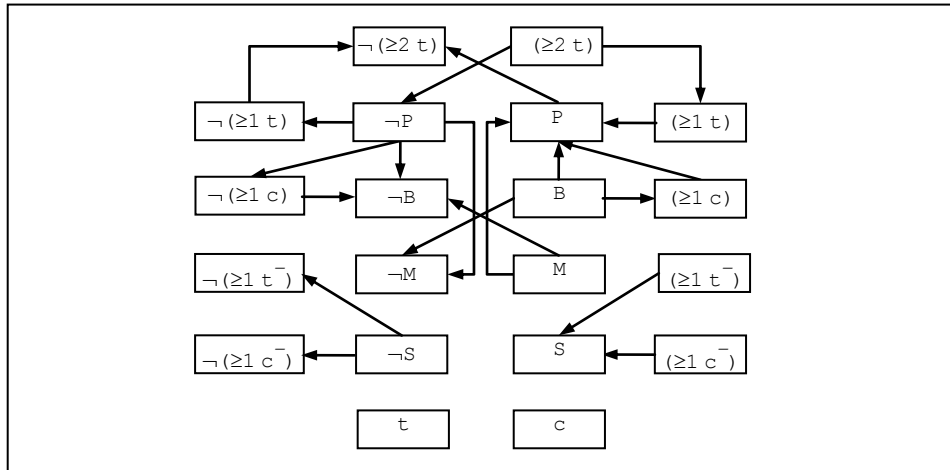 ¬(≥2 t) (≥2 t)
¬(≥1 t) ¬P P (≥1 t)
¬(≥1 c) ¬B B (≥1 c)
¬(≥1 t⁻) ¬M M (≥1 t⁻)
¬(≥1 c⁻) ¬S S (≥1 c⁻)
t c